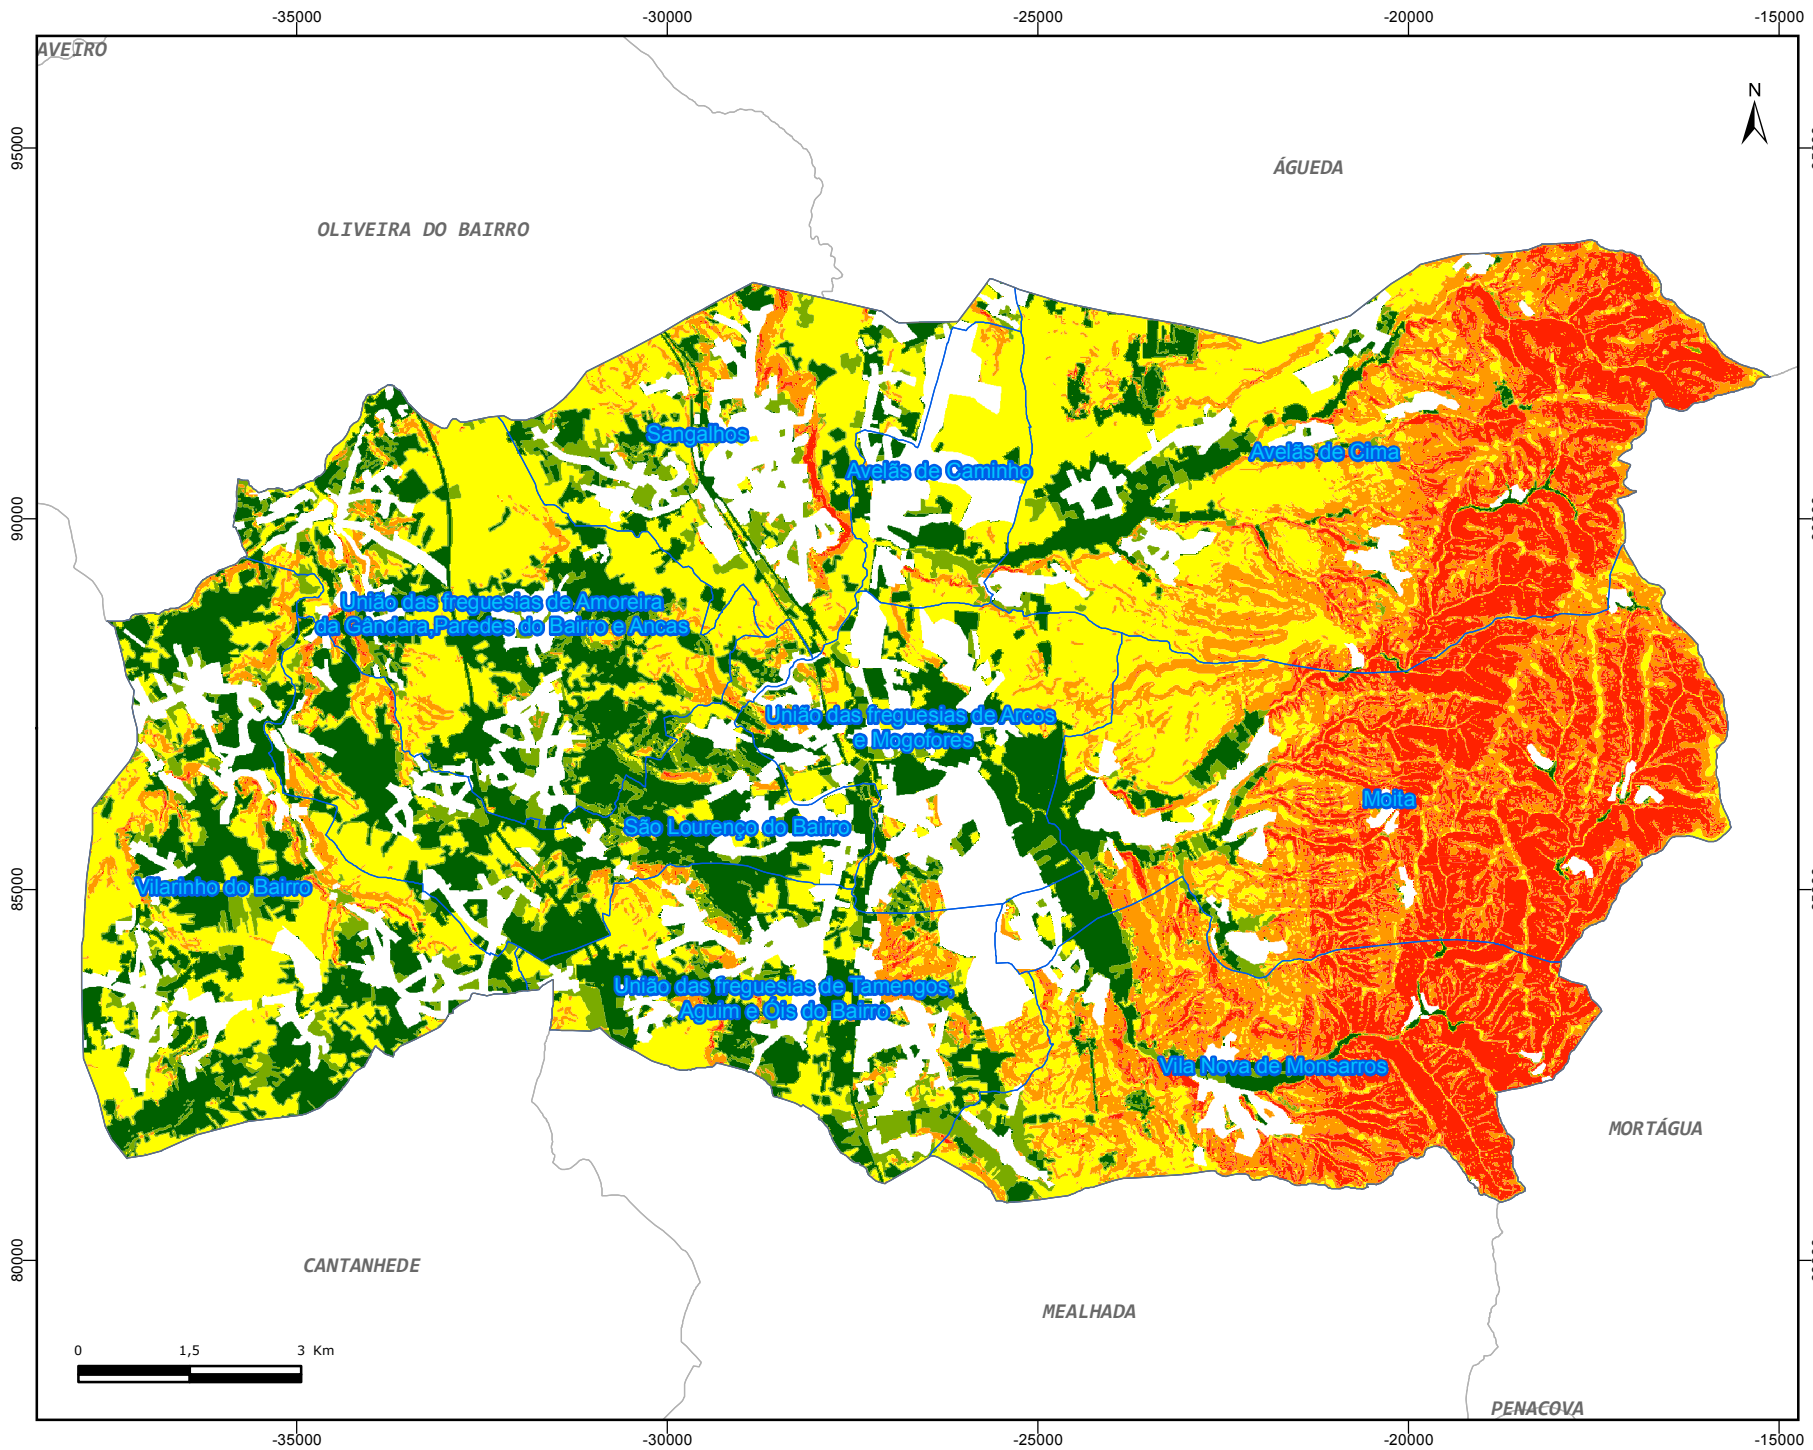 -35000
-30000
-25000
-20000
-15000
AVEIRO
N
95000
ÁGUEDA
OLIVEIRA DO BAIRRO
Sangalhos
Avelãs de Cima
Avelãs de Caminho
90000
União das freguesias de Amoreira
da Gândara,Paredes do Bairro e Ancas
União das freguesias de Arcos
e Mogofores
Moita
São Lourenço do Bairro
Vilarinho do Bairro
85000
União das freguesias de Tamengos,
Aguim e Óis do Bairro
Vila Nova de Monsarros
MORTÁGUA
80000
CANTANHEDE
MEALHADA
0 1,5 3 Km
PENACOVA
-35000
-30000
-25000
-20000
-15000